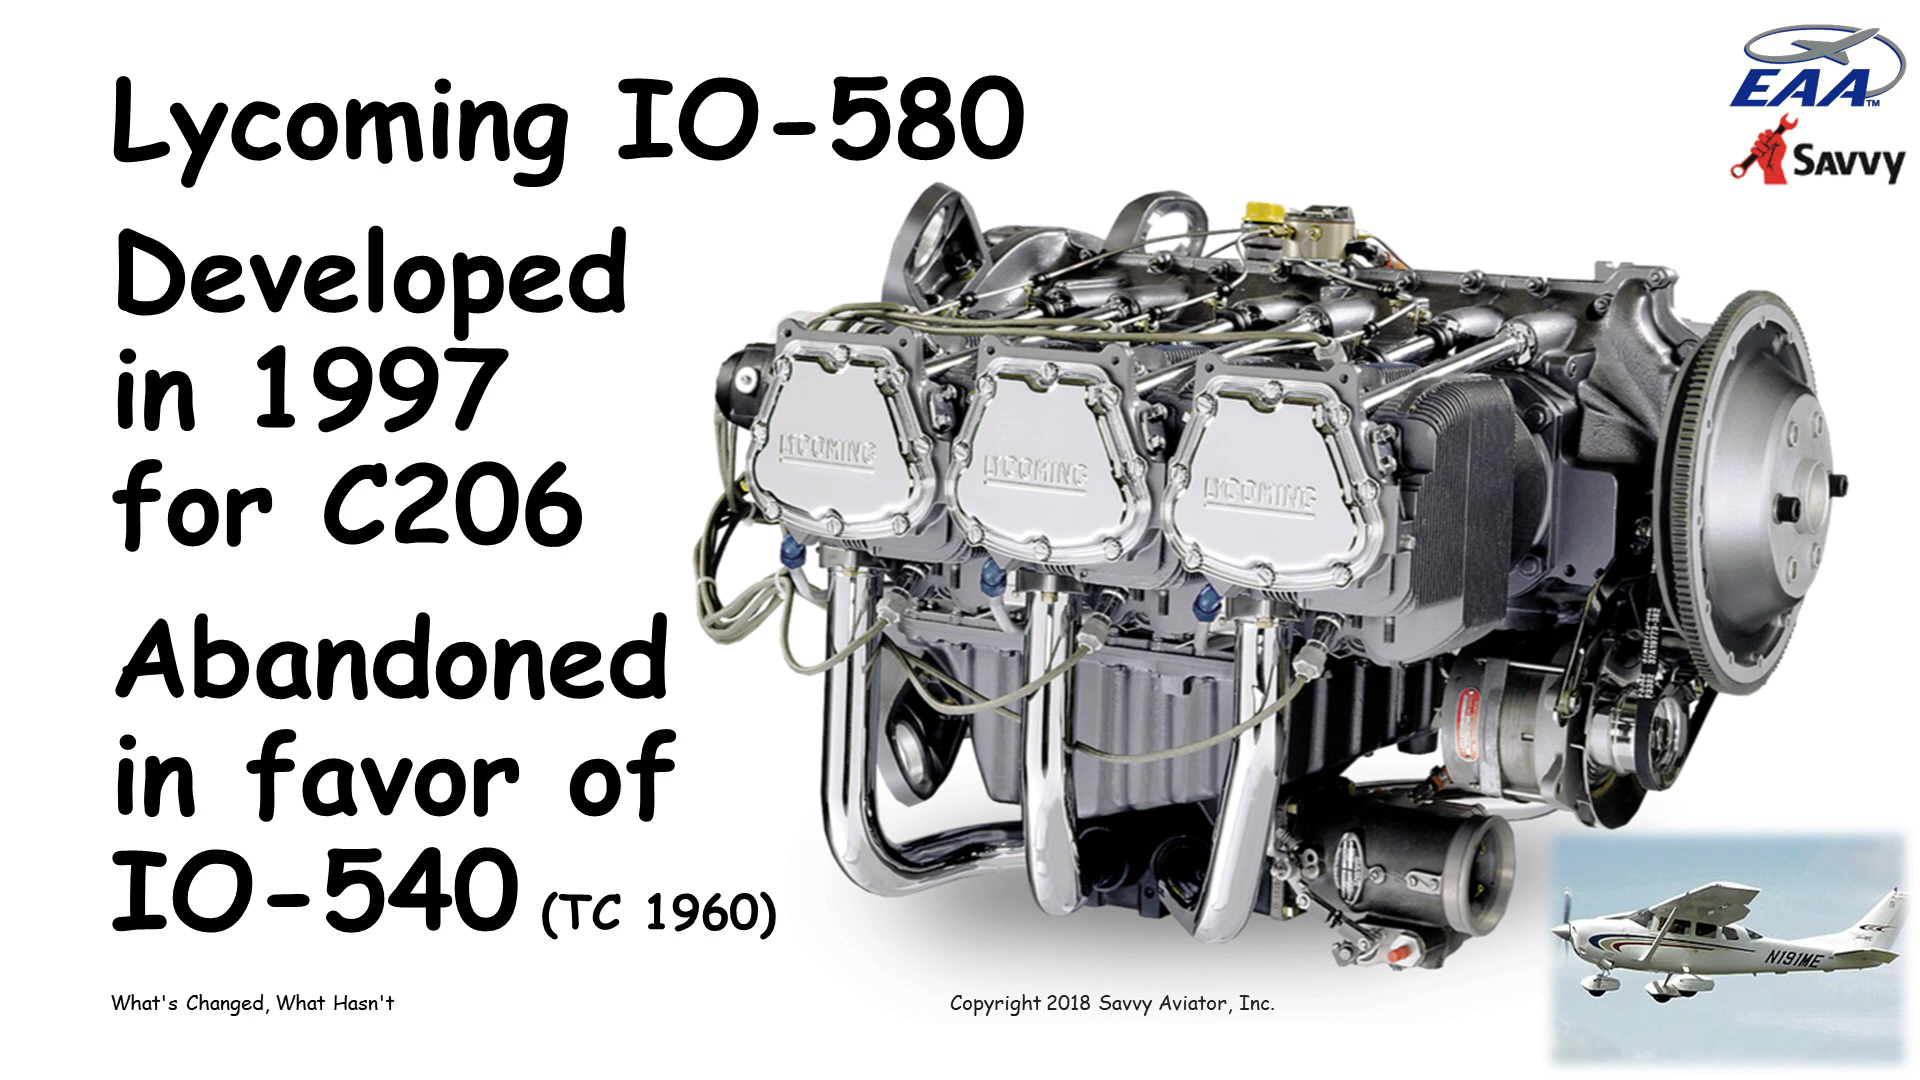 Lycoming IO-580
Developed
in 1997
for C206
Abandoned
in favor of
IO-540 (TC 1960)
EAA™
SAVVY
LYCOMING
LYCOMING
LYCOMING
N191ME
What's Changed, What Hasn't
Copyright 2018 Savvy Aviator, Inc.